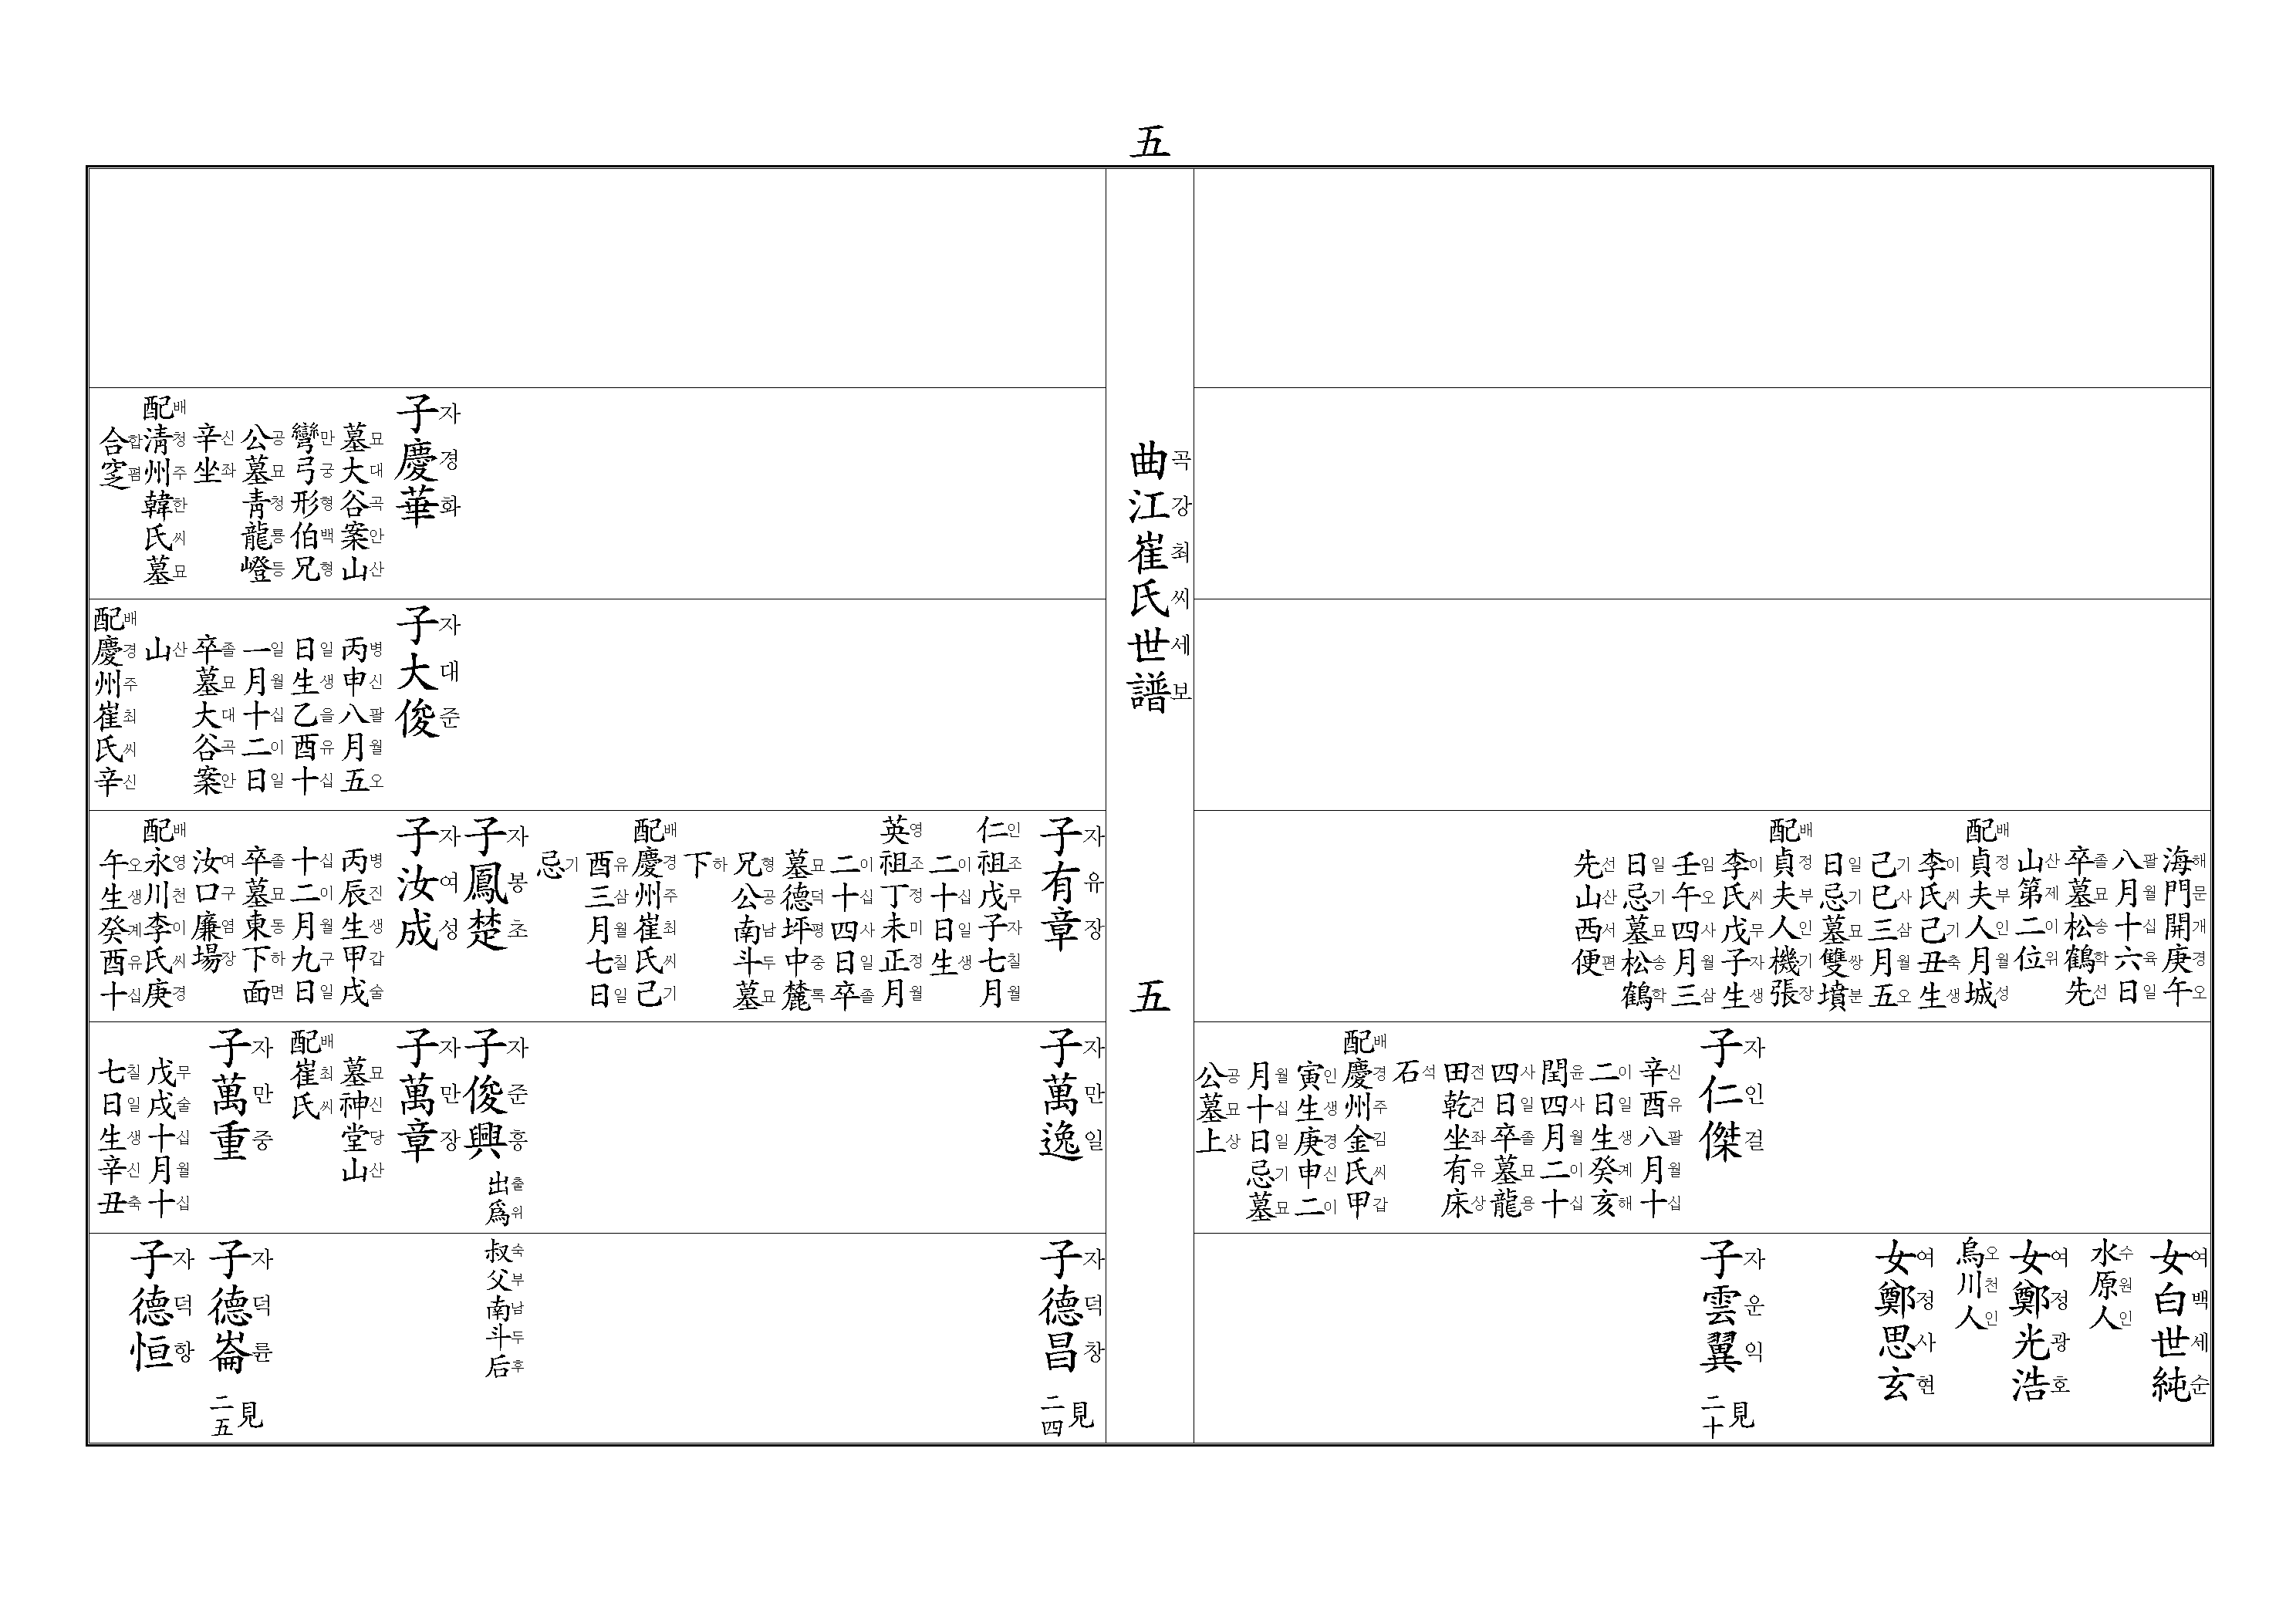 五
海門開庚午
해문개경오
八月十六日
팔월십육일
卒墓松鶴先
졸묘송학선
山第二位
산제이위
配貞夫人月城
배정부인월성
李氏己丑生
이씨기축생
己巳三月五
기사삼월오
日忌墓雙墳
일기묘쌍분
配貞夫人機張
배정부인기장
李氏戊子生
이씨무자생
壬午四月三
임오사월삼
日忌墓松鶴
일기묘송학
先山西便
선산서편
子仁傑
자인걸
辛酉八月十
신유팔월십
二日生癸亥
이일생계해
閏四月二十
윤사월이십
四日卒墓龍
사일졸묘용
田乾坐有床
전건좌유상
石
석
配慶州金氏甲
배경주김씨갑
寅生庚申二
인생경신이
月十日忌墓
월십일기묘
公墓上
공묘상
女白世純
여백세순
水原人
수원인
女鄭光浩
여정광호
烏川人
오천인
女鄭思玄
여정사현
子雲翼
자운익
見
二十
曲江崔氏世譜
곡강최씨세보
五
子慶華
자경화
墓大谷案山
묘대곡안산
彎弓形伯兄
만궁형백형
公墓靑龍嶝
공묘청룡등
辛坐
신좌
配淸州韓氏墓
배청주한씨묘
合窆
합폄
子大俊
자대준
丙申八月五
병신팔월오
日生乙酉十
일생을유십
一月十二日
일월십이일
卒墓大谷案
졸묘대곡안
山
산
配慶州崔氏辛
배경주최씨신
子有章
자유장
仁祖戊子七月
인조무자칠월
二十日生
이십일생
英祖丁未正月
영조정미정월
二十四日卒
이십사일졸
墓德坪中麓
묘덕평중록
兄公南斗墓
형공남두묘
下
하
配慶州崔氏己
배경주최씨기
酉三月七日
유삼월칠일
忌
기
子鳳楚
자봉초
子汝成
자여성
丙辰生甲戌
병진생갑술
十二月九日
십이월구일
卒墓東下面
졸묘동하면
汝口廉場
여구염장
配永川李氏庚
배영천이씨경
午生癸酉十
오생계유십
子萬逸
자만일
子俊興
자준흥
出爲
출위
子萬章
자만장
墓神堂山
묘신당산
配崔氏
배최씨
子萬重
자만중
戊戌十月十
무술십월십
七日生辛丑
칠일생신축
子德昌
자덕창
見
二四
叔父南斗后
숙부남두후
子德崙
자덕륜
見
二五
子德恒
자덕항